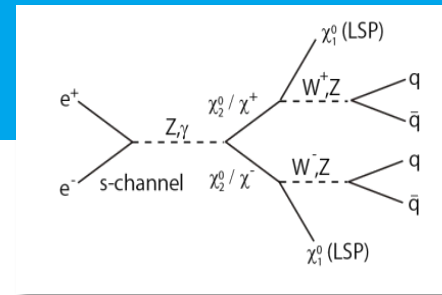 χ₁⁰ (LSP)
e⁺
Z,γ
χ₂⁰ / χ⁺
W⁺,Z
q
q̄
e⁻
s-channel
χ₂⁰ / χ⁻
W⁻,Z
q
q̄
χ₁⁰ (LSP)